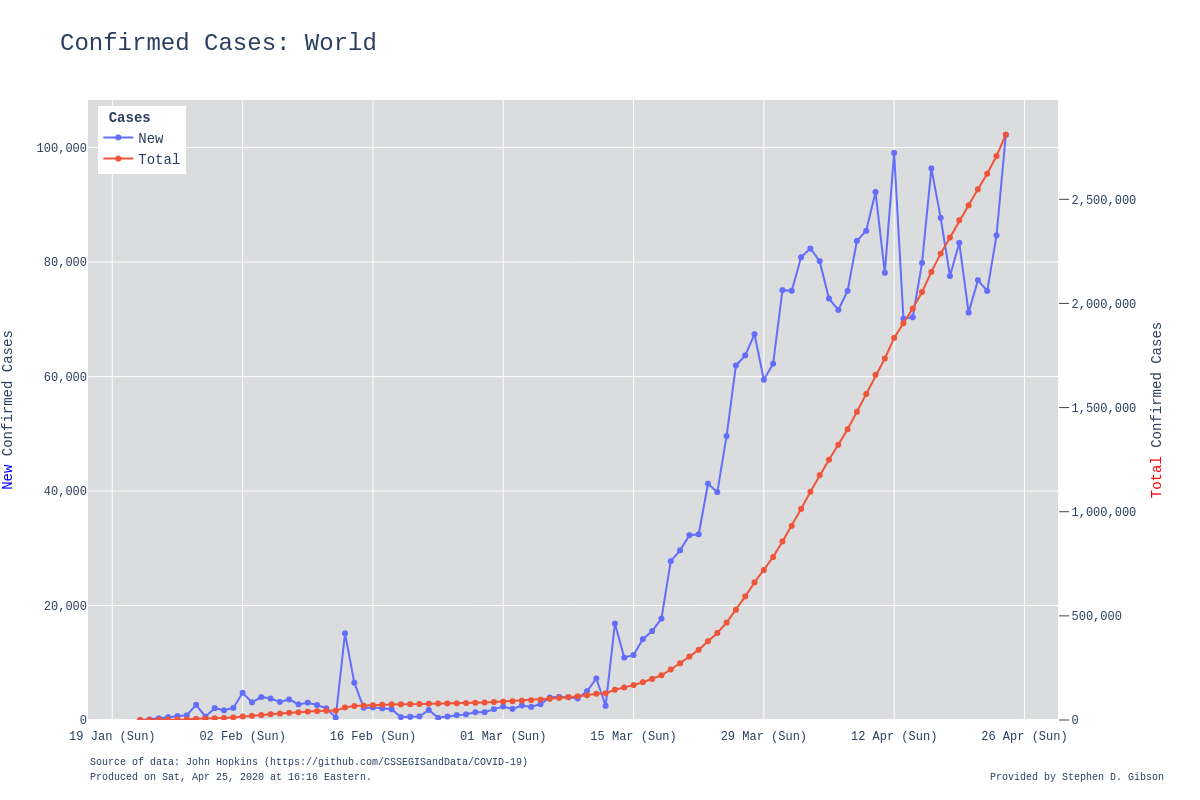 Confirmed Cases: World
Cases
New
Total
100,000
80,000
60,000
40,000
20,000
0
New Confirmed Cases
2,500,000
2,000,000
1,500,000
1,000,000
500,000
0
Total Confirmed Cases
19 Jan (Sun) 02 Feb (Sun) 16 Feb (Sun) 01 Mar (Sun) 15 Mar (Sun) 29 Mar (Sun) 12 Apr (Sun) 26 Apr (Sun)
Source of data: John Hopkins (https://github.com/CSSEGISandData/COVID-19)
Produced on Sat, Apr 25, 2020 at 16:16 Eastern.
Provided by Stephen D. Gibson